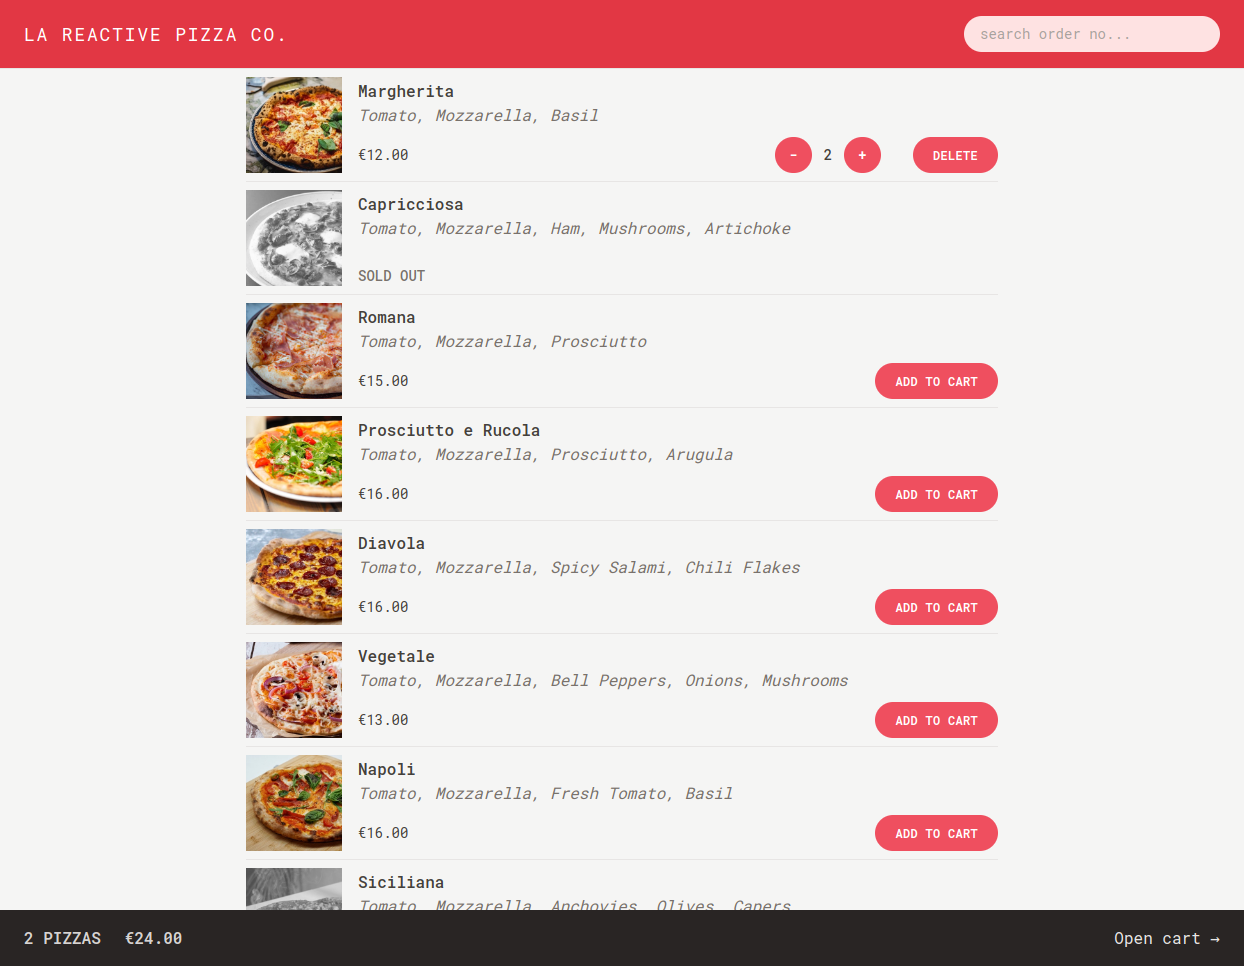 LA REACTIVE PIZZA CO.
search order no...
Margherita
Tomato, Mozzarella, Basil
€12.00
-
2
+
DELETE
Capricciosa
Tomato, Mozzarella, Ham, Mushrooms, Artichoke
SOLD OUT
Romana
Tomato, Mozzarella, Prosciutto
€15.00
ADD TO CART
Prosciutto e Rucola
Tomato, Mozzarella, Prosciutto, Arugula
€16.00
ADD TO CART
Diavola
Tomato, Mozzarella, Spicy Salami, Chili Flakes
€16.00
ADD TO CART
Vegetale
Tomato, Mozzarella, Bell Peppers, Onions, Mushrooms
€13.00
ADD TO CART
Napoli
Tomato, Mozzarella, Fresh Tomato, Basil
€16.00
ADD TO CART
Siciliana
Tomato, Mozzarella, Anchovies, Olives, Capers
2 PIZZAS €24.00
Open cart →